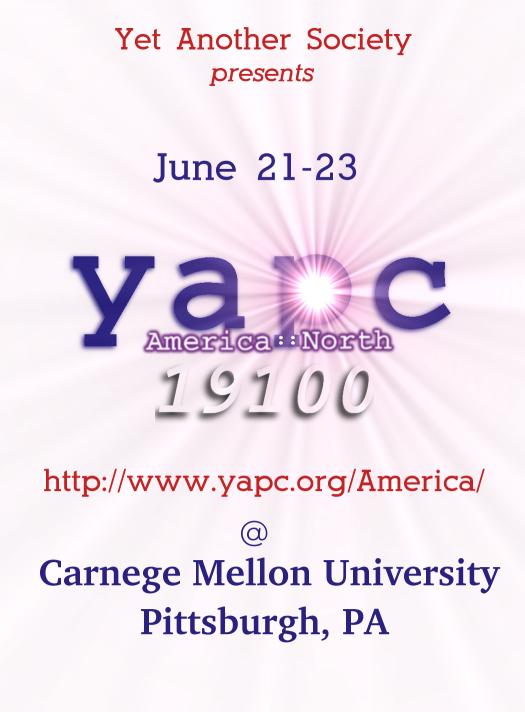 Yet Another Society
presents
June 21-23
yapc
America::North
19100
http://www.yapc.org/America/
@
Carnege Mellon University
Pittsburgh, PA